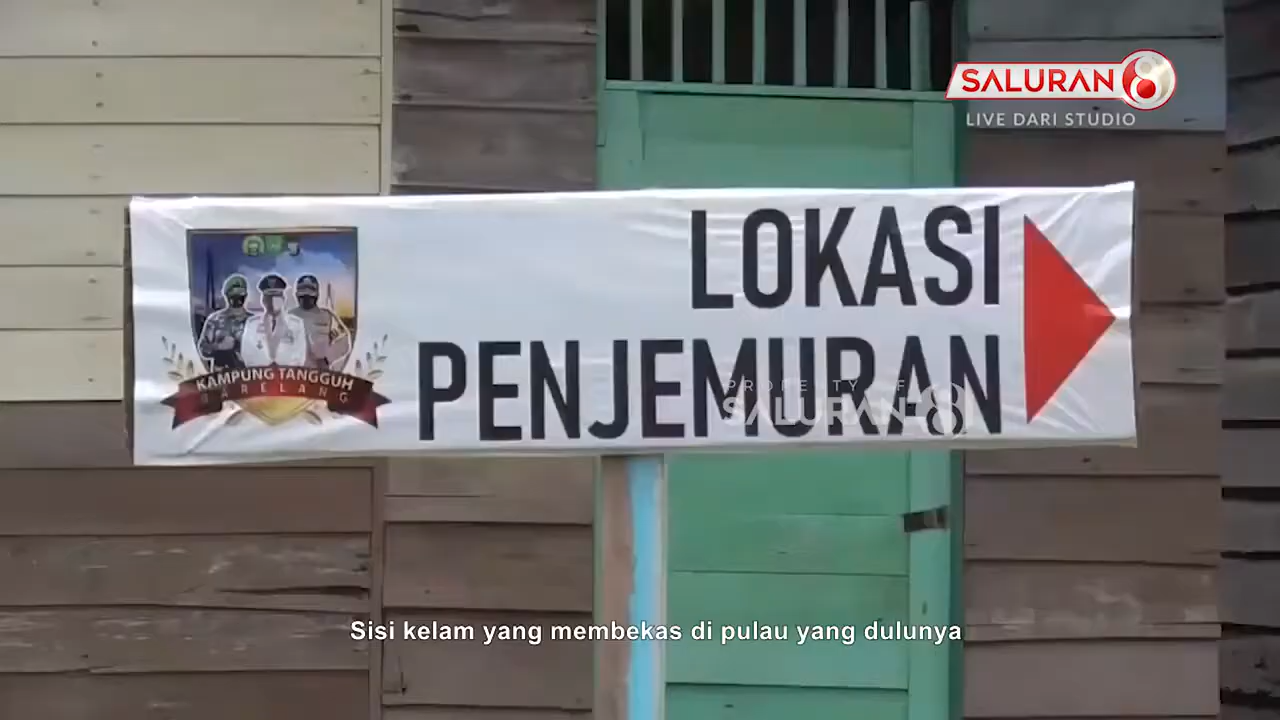 SALURAN 8
LIVE DARI STUDIO
LOKASI
PENJEMURAN
KAMPUNG TANGGUH
BARELANG
PROPERTY OF
SALURAN 8
Sisi kelam yang membekas di pulau yang dulunya